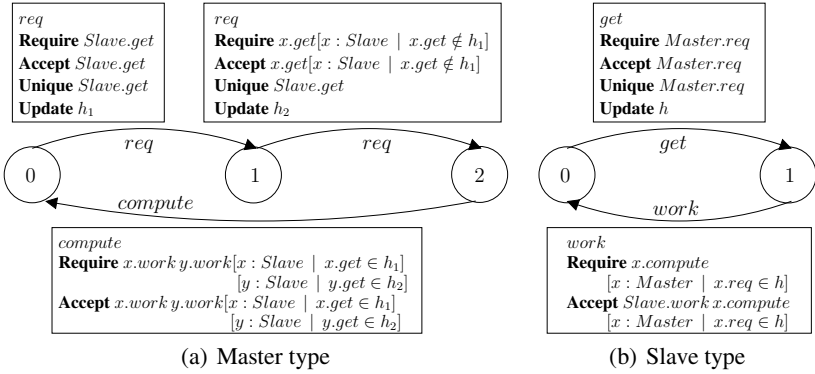 req
Require Slave.get
Accept Slave.get
Unique Slave.get
Update h₁
req
Require x.get[x : Slave | x.get ∉ h₁]
Accept x.get[x : Slave | x.get ∉ h₁]
Unique Slave.get
Update h₂
req
req
0
1
2
compute
compute
Require x.work y.work[x : Slave | x.get ∈ h₁]
[y : Slave | y.get ∈ h₂]
Accept x.work y.work[x : Slave | x.get ∈ h₁]
[y : Slave | y.get ∈ h₂]
(a) Master type
get
Require Master.req
Accept Master.req
Unique Master.req
Update h
get
0
1
work
work
Require x.compute
[x : Master | x.req ∈ h]
Accept Slave.work x.compute
[x : Master | x.req ∈ h]
(b) Slave type